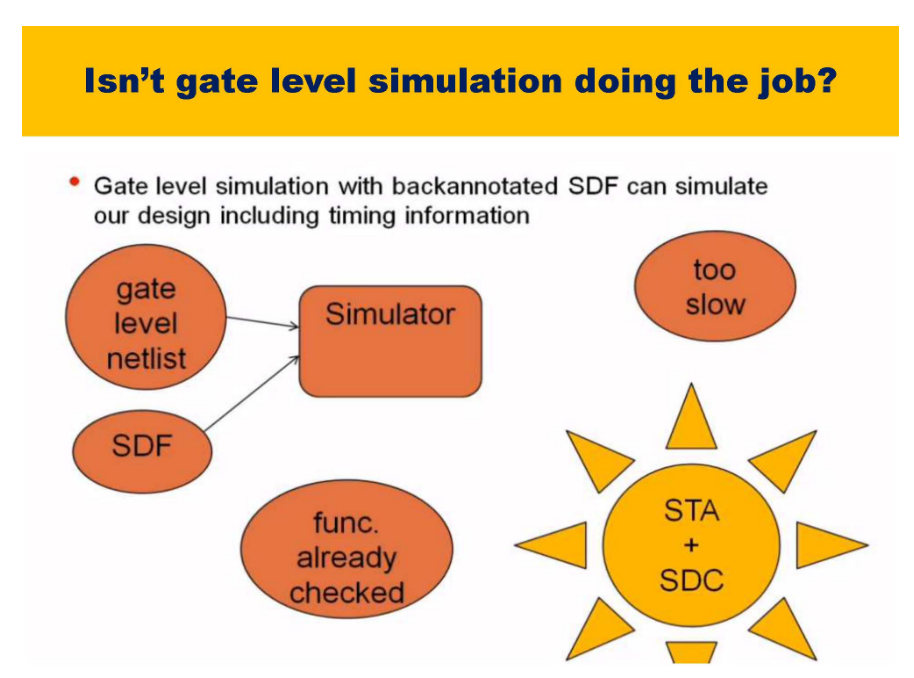 Isn't gate level simulation doing the job?
• Gate level simulation with backannotated SDF can simulate
our design including timing information
gate
level
netlist
Simulator
too
slow
SDF
func.
already
checked
STA
+
SDC